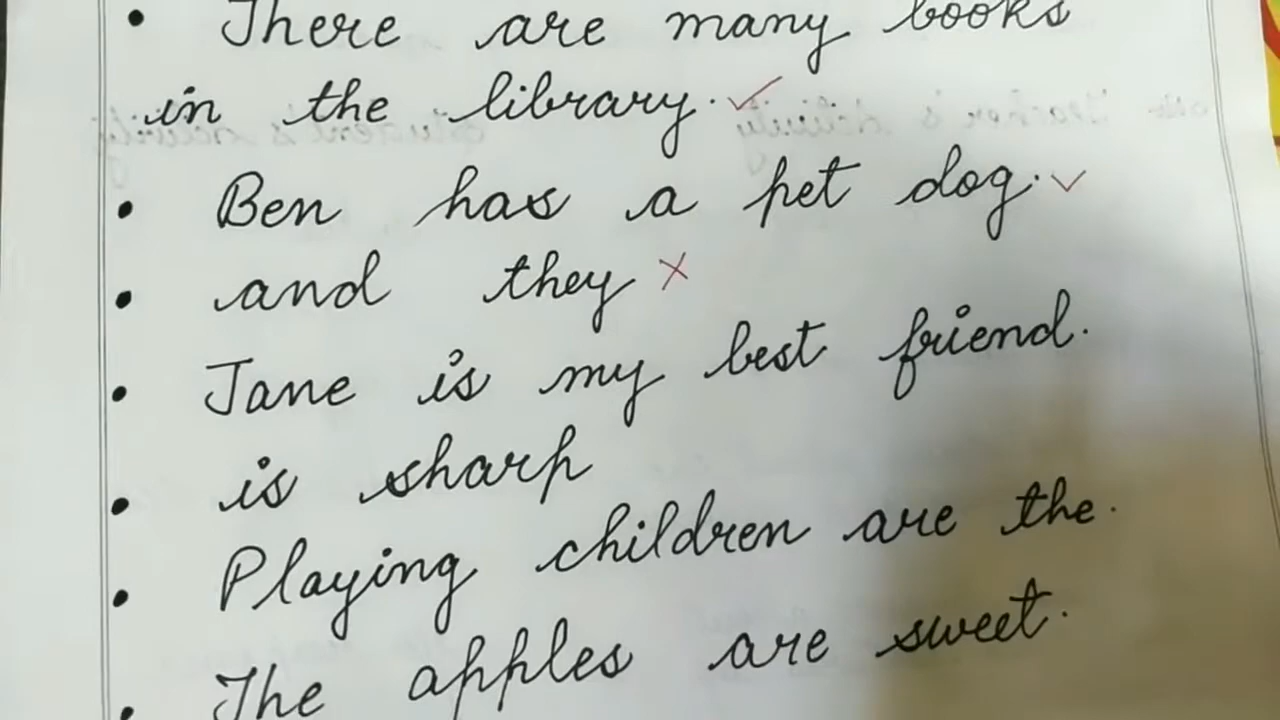 • There are many books
in the library. ✓
• Ben has a pet dog. ✓
• and they ×
• Jane is my best friend.
• is sharp
• Playing children are the.
• The apples are sweet.